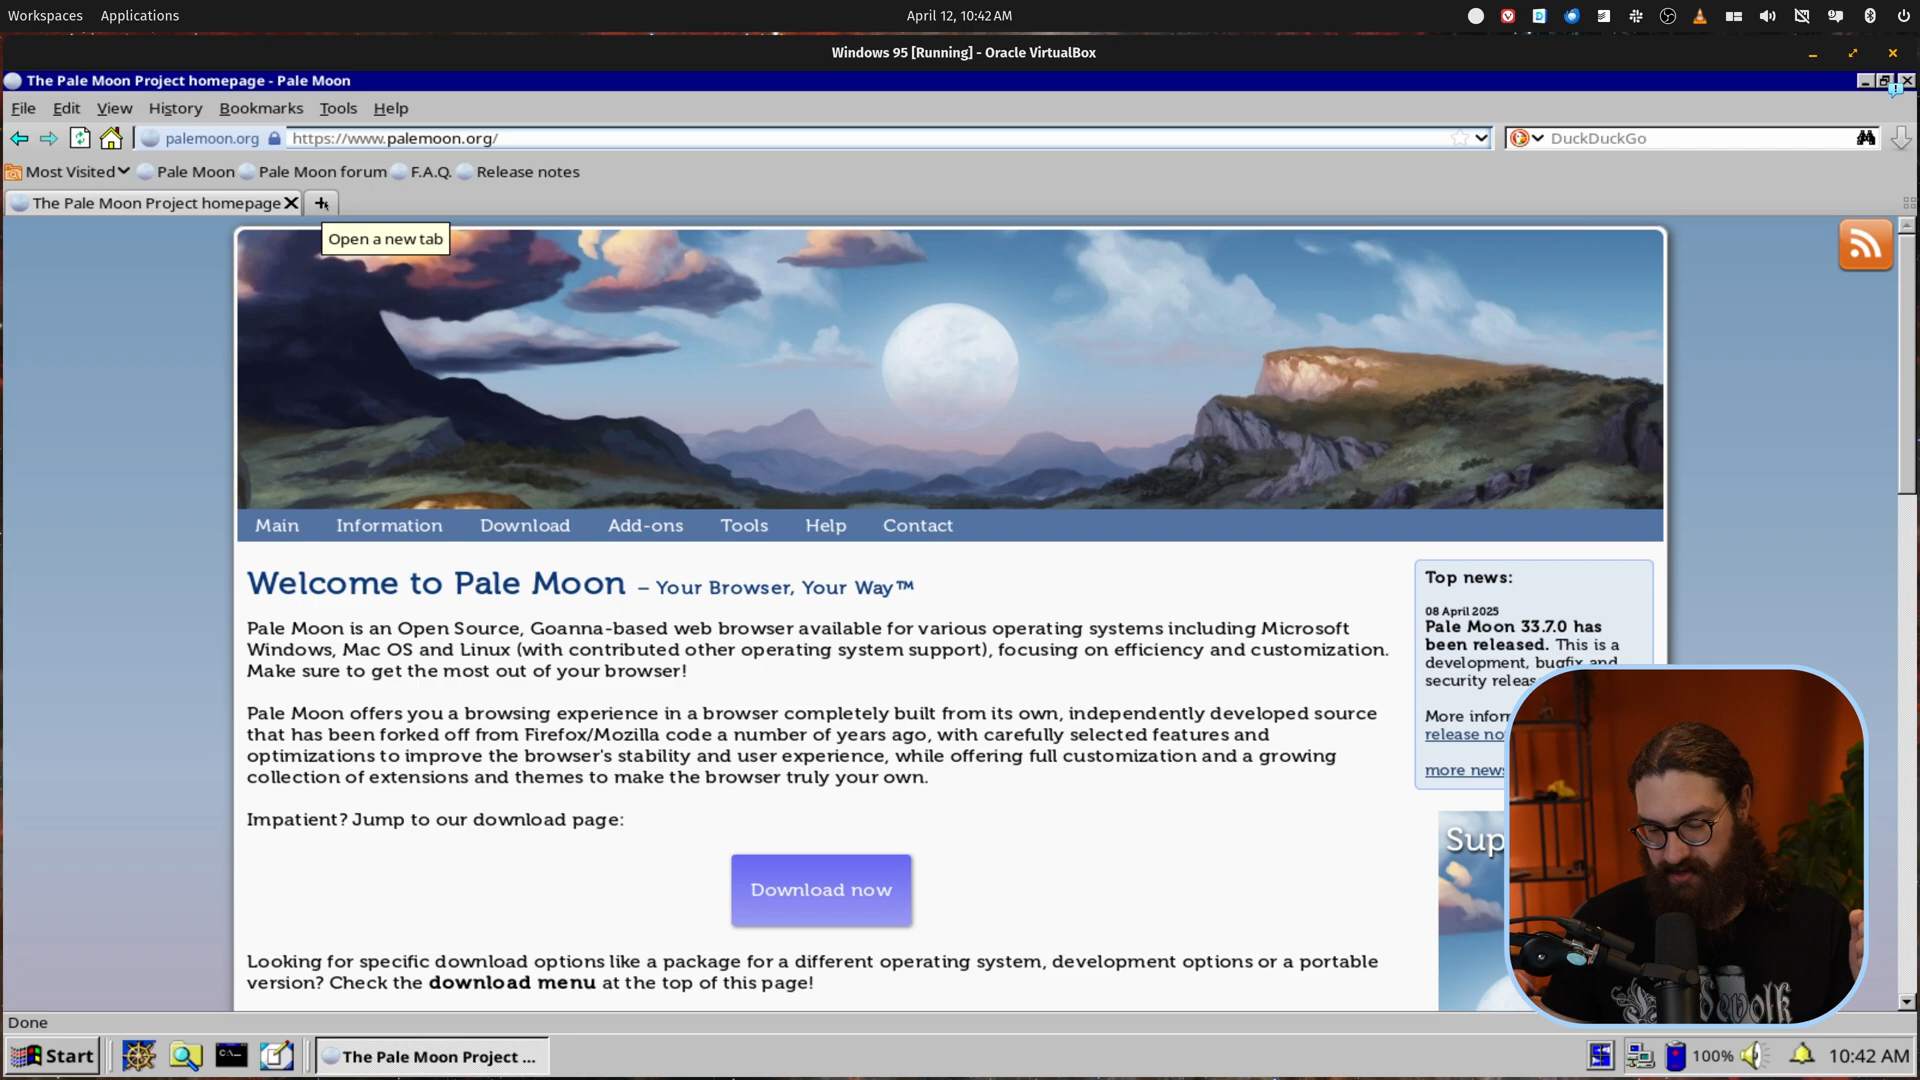 Workspaces Applications April 12, 10:42 AM
Windows 95 [Running] - Oracle VirtualBox
The Pale Moon Project homepage - Pale Moon
File Edit View History Bookmarks Tools Help
palemoon.org https://www.palemoon.org/ DuckDuckGo
Most Visited Pale Moon Pale Moon forum F.A.Q. Release notes
The Pale Moon Project homepage
Open a new tab
Main Information Download Add-ons Tools Help Contact
Welcome to Pale Moon – Your Browser, Your Way™
Pale Moon is an Open Source, Goanna-based web browser available for various operating systems including Microsoft
Windows, Mac OS and Linux (with contributed other operating system support), focusing on efficiency and customization.
Make sure to get the most out of your browser!
Pale Moon offers you a browsing experience in a browser completely built from its own, independently developed source
that has been forked off from Firefox/Mozilla code a number of years ago, with carefully selected features and
optimizations to improve the browser's stability and user experience, while offering full customization and a growing
collection of extensions and themes to make the browser truly your own.
Impatient? Jump to our download page:
Download now
Looking for specific download options like a package for a different operating system, development options or a portable
version? Check the download menu at the top of this page!
Top news:
08 April 2025
Pale Moon 33.7.0 has
been released. This is a
development, bugfix and
security releas
More infor
release no
more news
Sup
Done
Start The Pale Moon Project ... 100% 10:42 AM